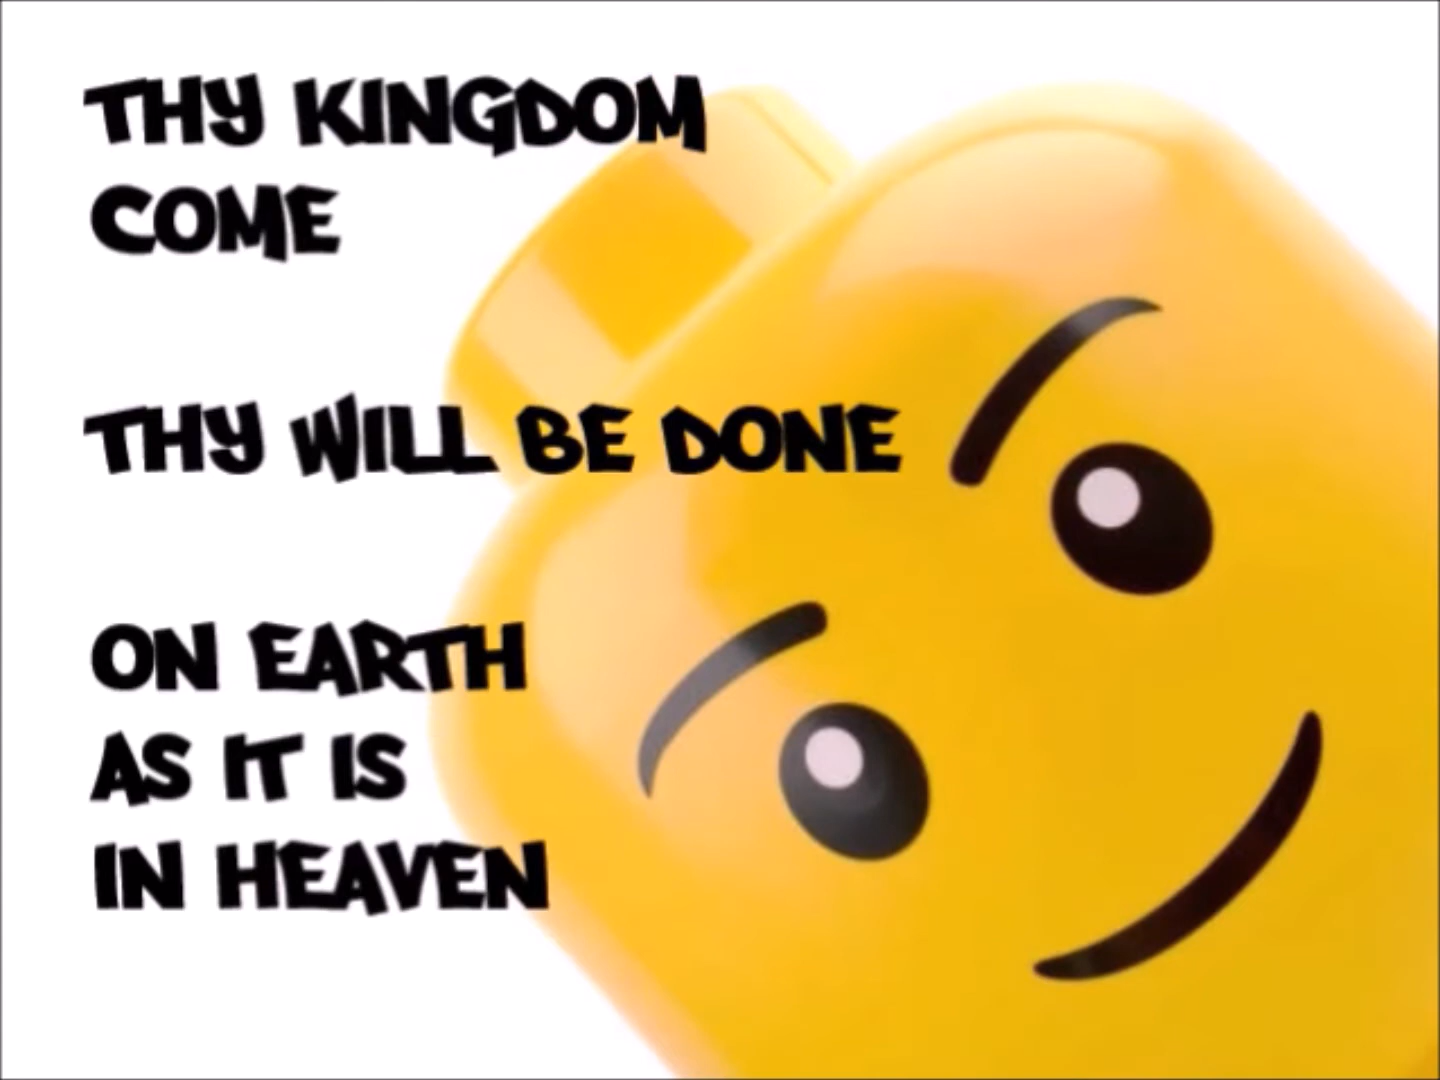 THY KINGDOM
COME
THY WILL BE DONE
ON EARTH
AS IT IS
IN HEAVEN